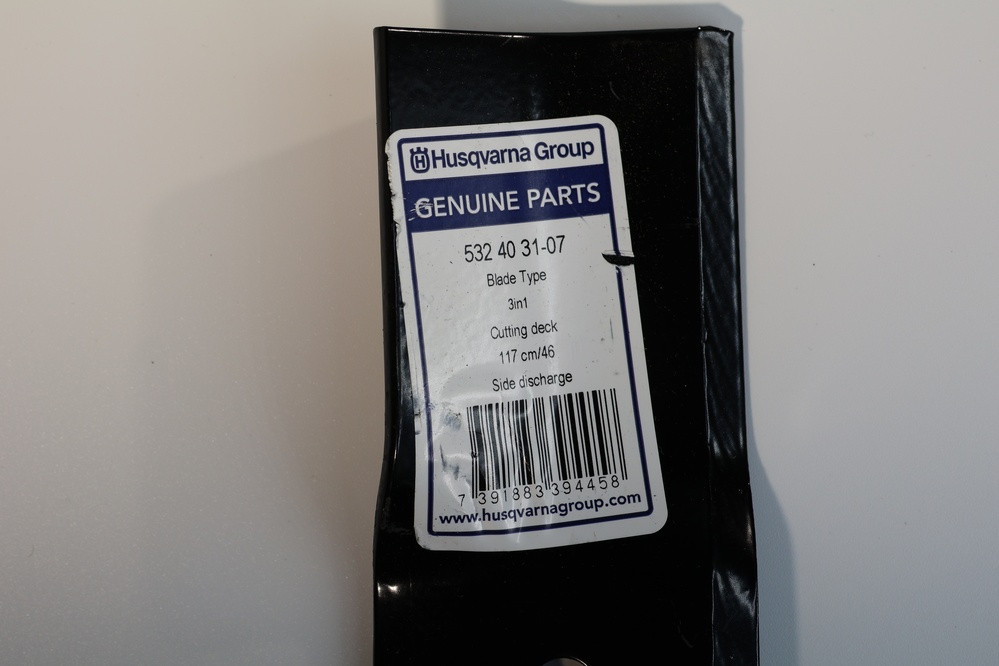 Husqvarna Group
GENUINE PARTS
532 40 31-07
Blade Type
3in1
Cutting deck
117 cm/46
Side discharge
7 391883 394458
www.husqvarnagroup.com